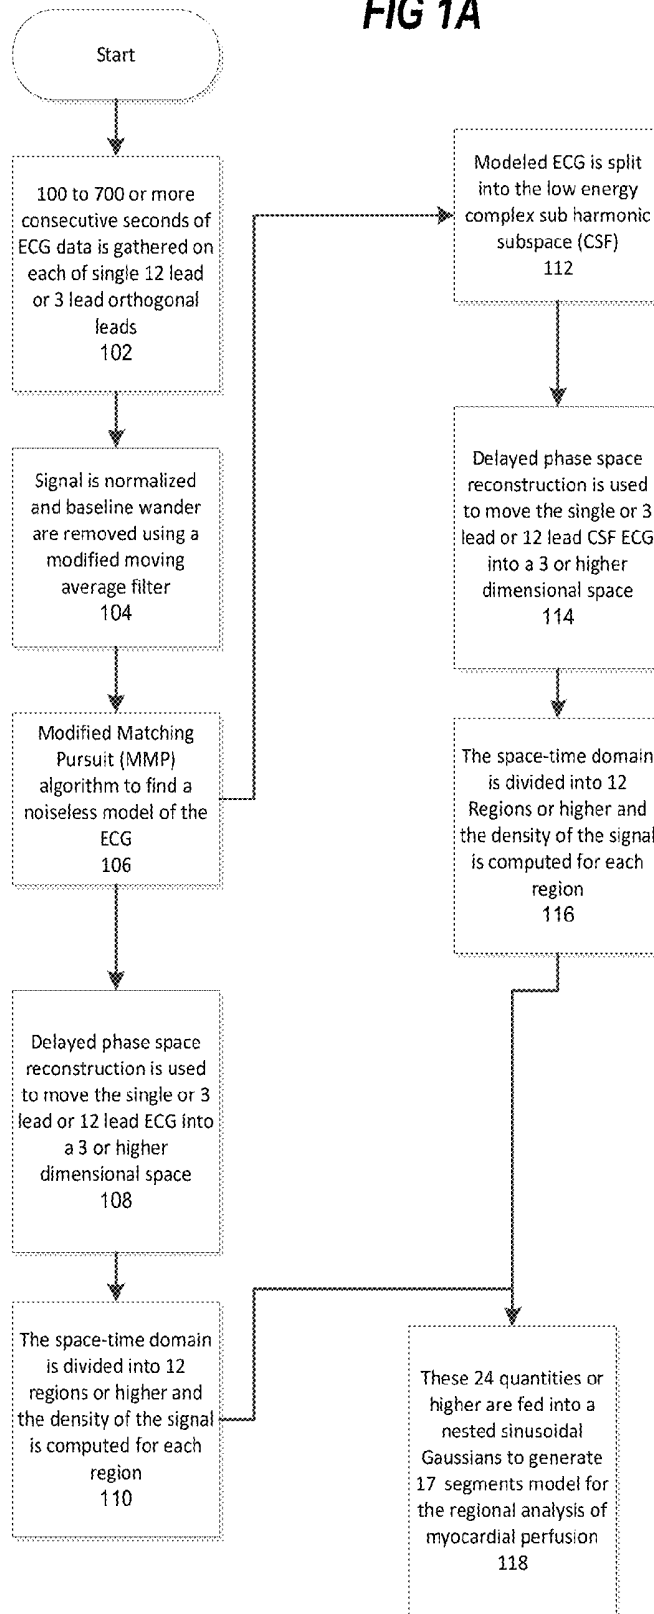 FIG 1A
Start
100 to 700 or more
consecutive seconds of
ECG data is gathered on
each of single 12 lead
or 3 lead orthogonal
leads
102
Signal is normalized
and baseline wander
are removed using a
modified moving
average filter
104
Modified Matching
Pursuit (MMP)
algorithm to find a
noiseless model of the
ECG
106
Delayed phase space
reconstruction is used
to move the single or 3
lead or 12 lead ECG into
a 3 or higher
dimensional space
108
The space-time domain
is divided into 12
regions or higher and
the density of the signal
is computed for each
region
110
Modeled ECG is split
into the low energy
complex sub harmonic
subspace (CSF)
112
Delayed phase space
reconstruction is used
to move the single or 3
lead or 12 lead CSF ECG
into a 3 or higher
dimensional space
114
The space-time domain
is divided into 12
Regions or higher and
the density of the signal
is computed for each
region
116
These 24 quantities or
higher are fed into a
nested sinusoidal
Gaussians to generate
17 segments model for
the regional analysis of
myocardial perfusion
118